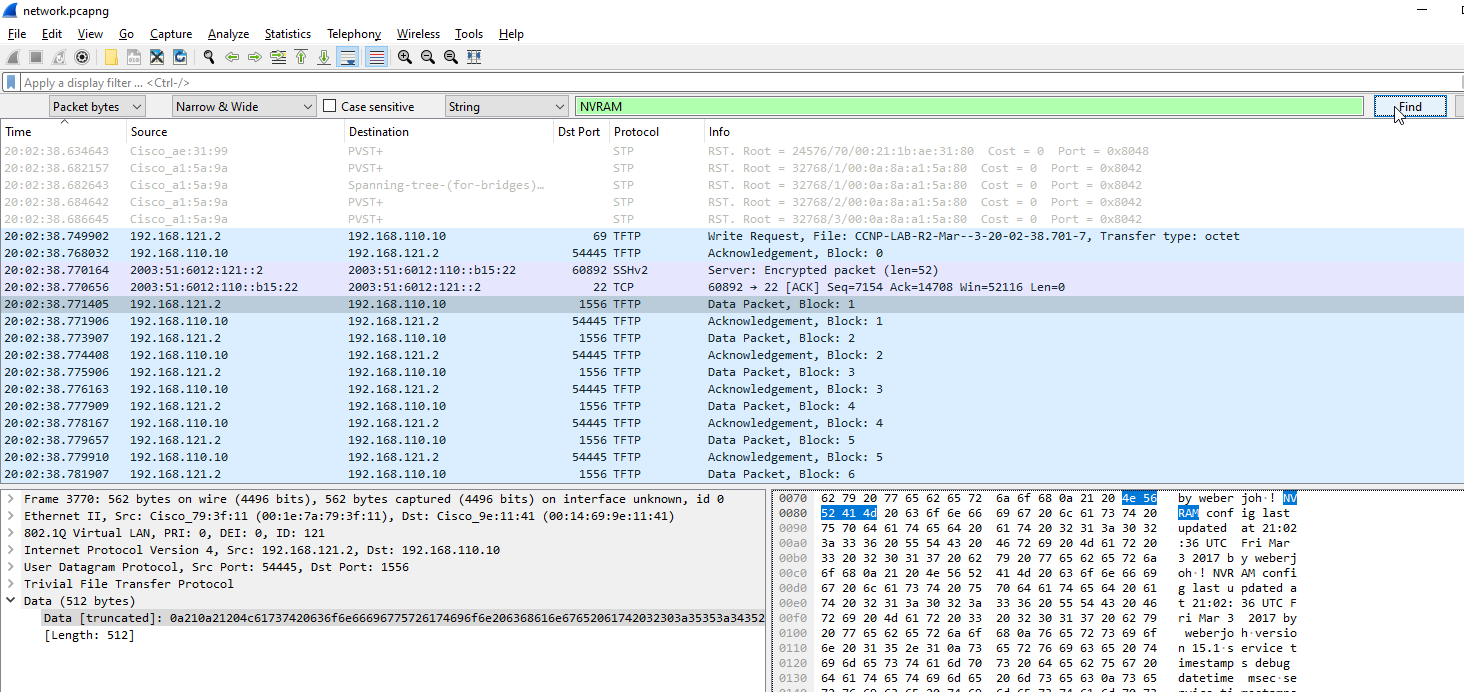 network.pcapng
File Edit View Go Capture Analyze Statistics Telephony Wireless Tools Help
Apply a display filter ... <Ctrl-/>
Packet bytes Narrow & Wide Case sensitive String NVRAM Find
Time Source Destination Dst Port Protocol Info
20:02:38.634643 Cisco_ae:31:99 PVST+ STP RST. Root = 24576/70/00:21:1b:ae:31:80 Cost = 0 Port = 0x8048
20:02:38.682157 Cisco_a1:5a:9a PVST+ STP RST. Root = 32768/1/00:0a:8a:a1:5a:80 Cost = 0 Port = 0x8042
20:02:38.682643 Cisco_a1:5a:9a Spanning-tree-(for-bridges)… STP RST. Root = 32768/1/00:0a:8a:a1:5a:80 Cost = 0 Port = 0x8042
20:02:38.684642 Cisco_a1:5a:9a PVST+ STP RST. Root = 32768/2/00:0a:8a:a1:5a:80 Cost = 0 Port = 0x8042
20:02:38.686645 Cisco_a1:5a:9a PVST+ STP RST. Root = 32768/3/00:0a:8a:a1:5a:80 Cost = 0 Port = 0x8042
20:02:38.749902 192.168.121.2 192.168.110.10 69 TFTP Write Request, File: CCNP-LAB-R2-Mar--3-20-02-38.701-7, Transfer type: octet
20:02:38.768032 192.168.110.10 192.168.121.2 54445 TFTP Acknowledgement, Block: 0
20:02:38.770164 2003:51:6012:121::2 2003:51:6012:110::b15:22 60892 SSHv2 Server: Encrypted packet (len=52)
20:02:38.770656 2003:51:6012:110::b15:22 2003:51:6012:121::2 22 TCP 60892 → 22 [ACK] Seq=7154 Ack=14708 Win=52116 Len=0
20:02:38.771405 192.168.121.2 192.168.110.10 1556 TFTP Data Packet, Block: 1
20:02:38.771906 192.168.110.10 192.168.121.2 54445 TFTP Acknowledgement, Block: 1
20:02:38.773907 192.168.121.2 192.168.110.10 1556 TFTP Data Packet, Block: 2
20:02:38.774408 192.168.110.10 192.168.121.2 54445 TFTP Acknowledgement, Block: 2
20:02:38.775906 192.168.121.2 192.168.110.10 1556 TFTP Data Packet, Block: 3
20:02:38.776163 192.168.110.10 192.168.121.2 54445 TFTP Acknowledgement, Block: 3
20:02:38.777909 192.168.121.2 192.168.110.10 1556 TFTP Data Packet, Block: 4
20:02:38.778167 192.168.110.10 192.168.121.2 54445 TFTP Acknowledgement, Block: 4
20:02:38.779657 192.168.121.2 192.168.110.10 1556 TFTP Data Packet, Block: 5
20:02:38.779910 192.168.110.10 192.168.121.2 54445 TFTP Acknowledgement, Block: 5
20:02:38.781907 192.168.121.2 192.168.110.10 1556 TFTP Data Packet, Block: 6
Frame 3770: 562 bytes on wire (4496 bits), 562 bytes captured (4496 bits) on interface unknown, id 0
Ethernet II, Src: Cisco_79:3f:11 (00:1e:7a:79:3f:11), Dst: Cisco_9e:11:41 (00:14:69:9e:11:41)
802.1Q Virtual LAN, PRI: 0, DEI: 0, ID: 121
Internet Protocol Version 4, Src: 192.168.121.2, Dst: 192.168.110.10
User Datagram Protocol, Src Port: 54445, Dst Port: 1556
Trivial File Transfer Protocol
Data (512 bytes)
Data [truncated]: 0a210a21204c61737420636f6e66696775726174696f6e206368616e67652061742032303a35353a34352
[Length: 512]
0070 62 79 20 77 65 62 65 72 6a 6f 68 0a 21 20 4e 56 by weber joh·! NV
0080 52 41 4d 20 63 6f 6e 66 69 67 20 6c 61 73 74 20 RAM conf ig last
0090 75 70 64 61 74 65 64 20 61 74 20 32 31 3a 30 32 updated at 21:02
00a0 3a 33 36 20 55 54 43 20 46 72 69 20 4d 61 72 20 :36 UTC Fri Mar
00b0 33 20 32 30 31 37 20 62 79 20 77 65 62 65 72 6a 3 2017 b y weberj
00c0 6f 68 0a 21 20 4e 56 52 41 4d 20 63 6f 6e 66 69 oh·! NVR AM confi
00d0 67 20 6c 61 73 74 20 75 70 64 61 74 65 64 20 61 g last u pdated a
00e0 74 20 32 31 3a 30 32 3a 33 36 20 55 54 43 20 46 t 21:02: 36 UTC F
00f0 72 69 20 4d 61 72 20 33 20 32 30 31 37 20 62 79 ri Mar 3 2017 by
0100 20 77 65 62 65 72 6a 6f 68 0a 76 65 72 73 69 6f weberjo h·versio
0110 6e 20 31 35 2e 31 0a 73 65 72 76 69 63 65 20 74 n 15.1·s ervice t
0120 69 6d 65 73 74 61 6d 70 73 20 64 65 62 75 67 20 imestamp s debug
0130 64 61 74 65 74 69 6d 65 20 6d 73 65 63 0a 73 65 datetime msec·se